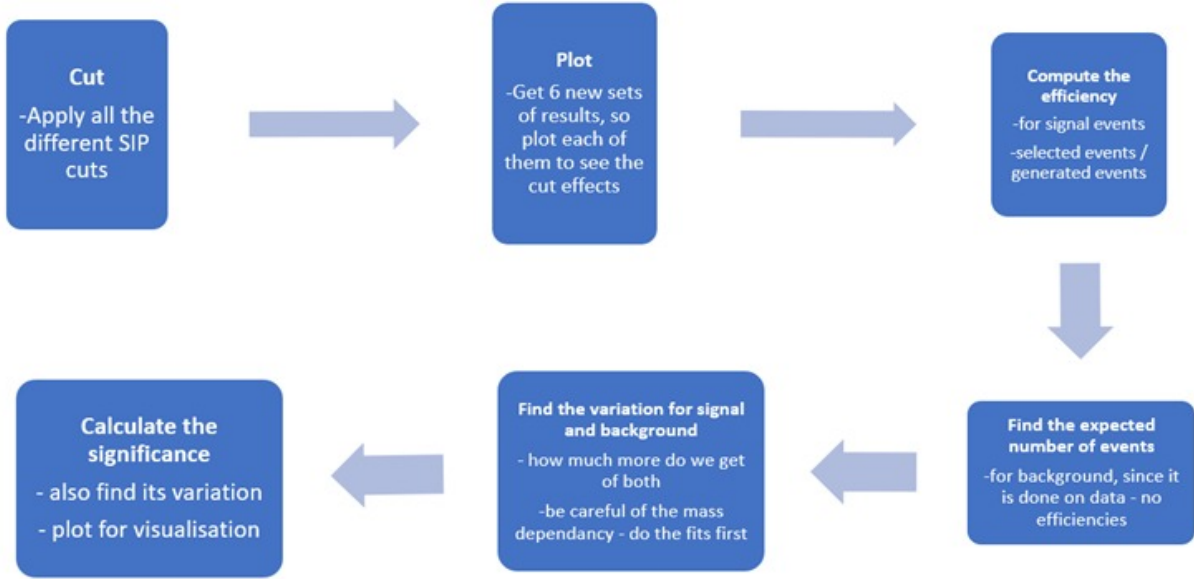 Cut
-Apply all the
different SIP
cuts
Plot
-Get 6 new sets
of results, so
plot each of
them to see the
cut effects
Compute the
efficiency
-for signal events
-selected events /
generated events
Find the expected
number of events
-for background, since it
is done on data - no
efficiencies
Find the variation for signal
and background
- how much more do we get
of both
-be careful of the mass
dependancy - do the fits first
Calculate the
significance
- also find its variation
- plot for visualisation